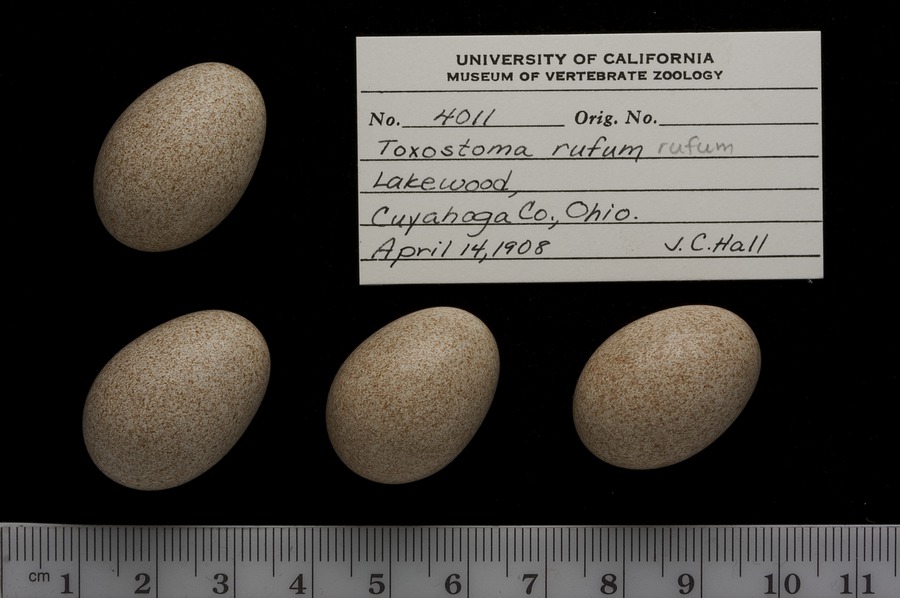 UNIVERSITY OF CALIFORNIA
MUSEUM OF VERTEBRATE ZOOLOGY
No. 4011 Orig. No.
Toxostoma rufum rufum
Lakewood,
Cuyahoga Co., Ohio.
April 14, 1908 J. C. Hall
cm 1 2 3 4 5 6 7 8 9 10 11